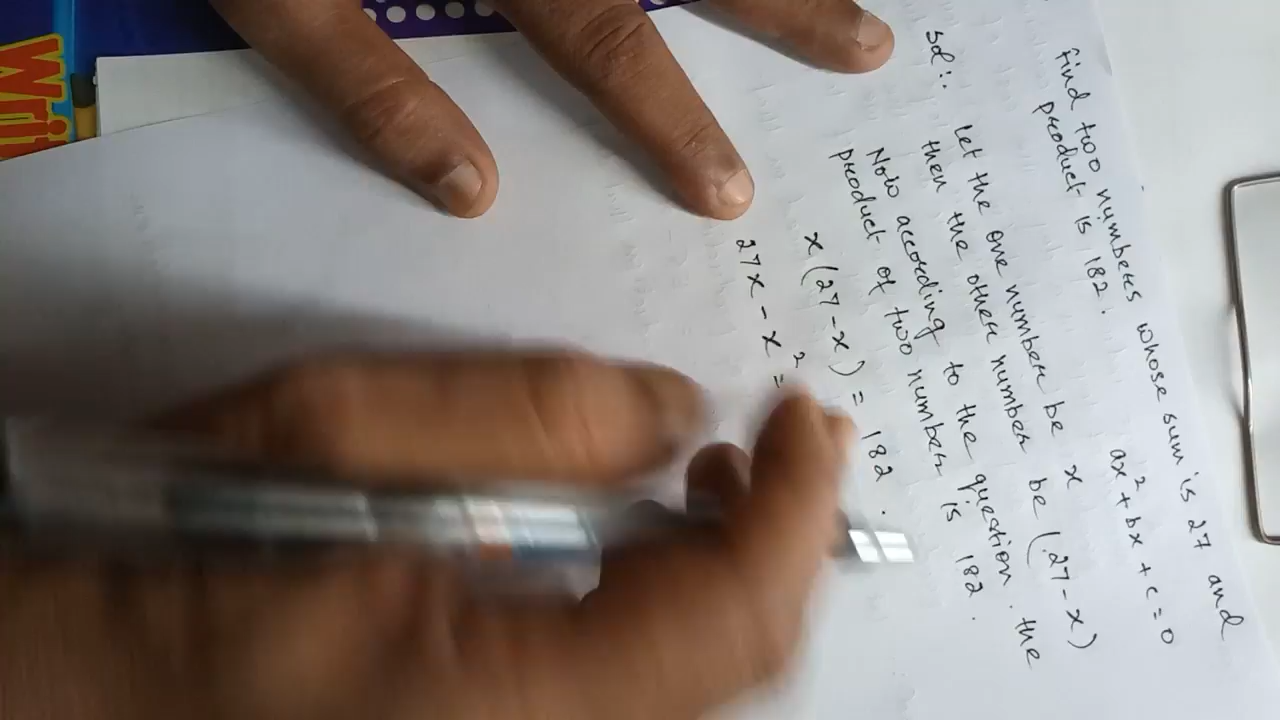 find two numbers whose sum is 27 and
product is 182.
ax² + bx + c = 0
Sol:. Let the one number be x
then the other number be (27 - x)
Now according to the question. the
product of two number is 182.
x(27 - x) = 182.
27x - x² =
Writ